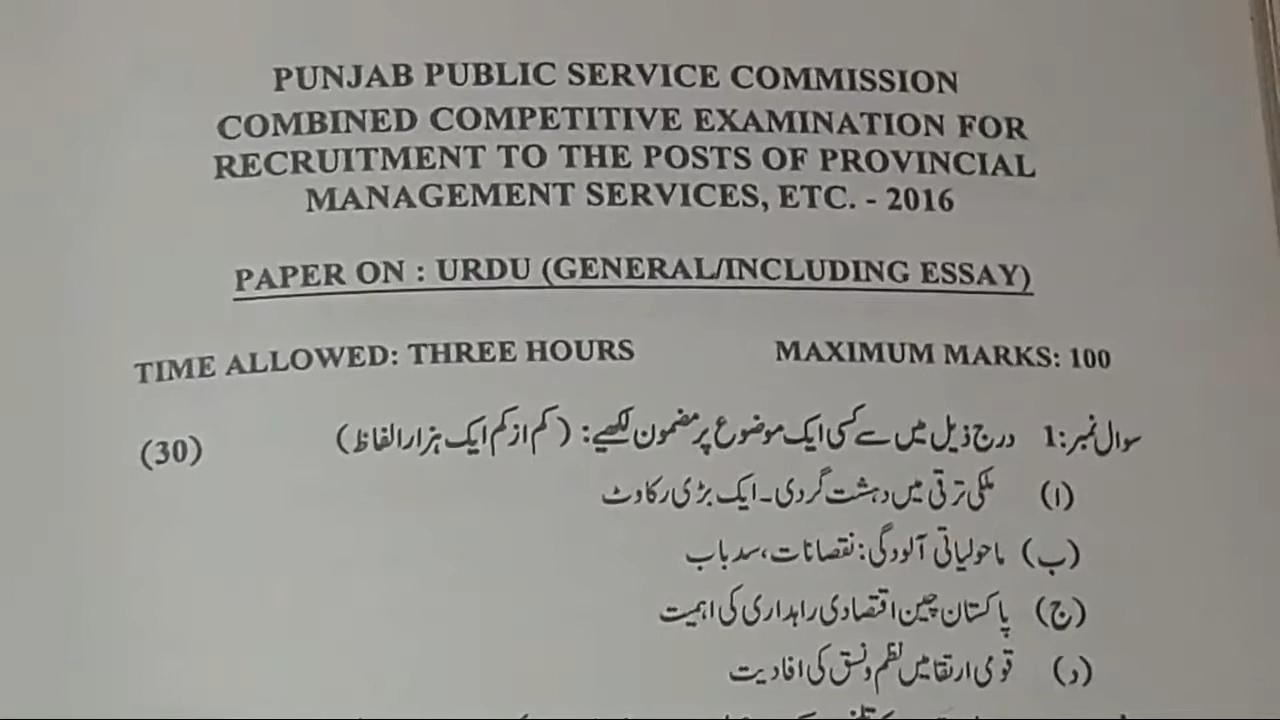 PUNJAB PUBLIC SERVICE COMMISSION
COMBINED COMPETITIVE EXAMINATION FOR
RECRUITMENT TO THE POSTS OF PROVINCIAL
MANAGEMENT SERVICES, ETC. - 2016
PAPER ON : URDU (GENERAL/INCLUDING ESSAY)
TIME ALLOWED: THREE HOURS MAXIMUM MARKS: 100
سوال نمبر:1 درج ذیل میں سے کسی ایک موضوع پر مضمون لکھیے: (کم از کم ایک ہزار الفاظ) (30)
(ا) ملکی ترقی میں دہشت گردی۔ ایک بڑی رکاوٹ
(ب) ماحولیاتی آلودگی: نقصانات، سدباب
(ج) پاکستان چین اقتصادی راہداری کی اہمیت
(د) قومی ارتقا میں نظم و نسق کی افادیت